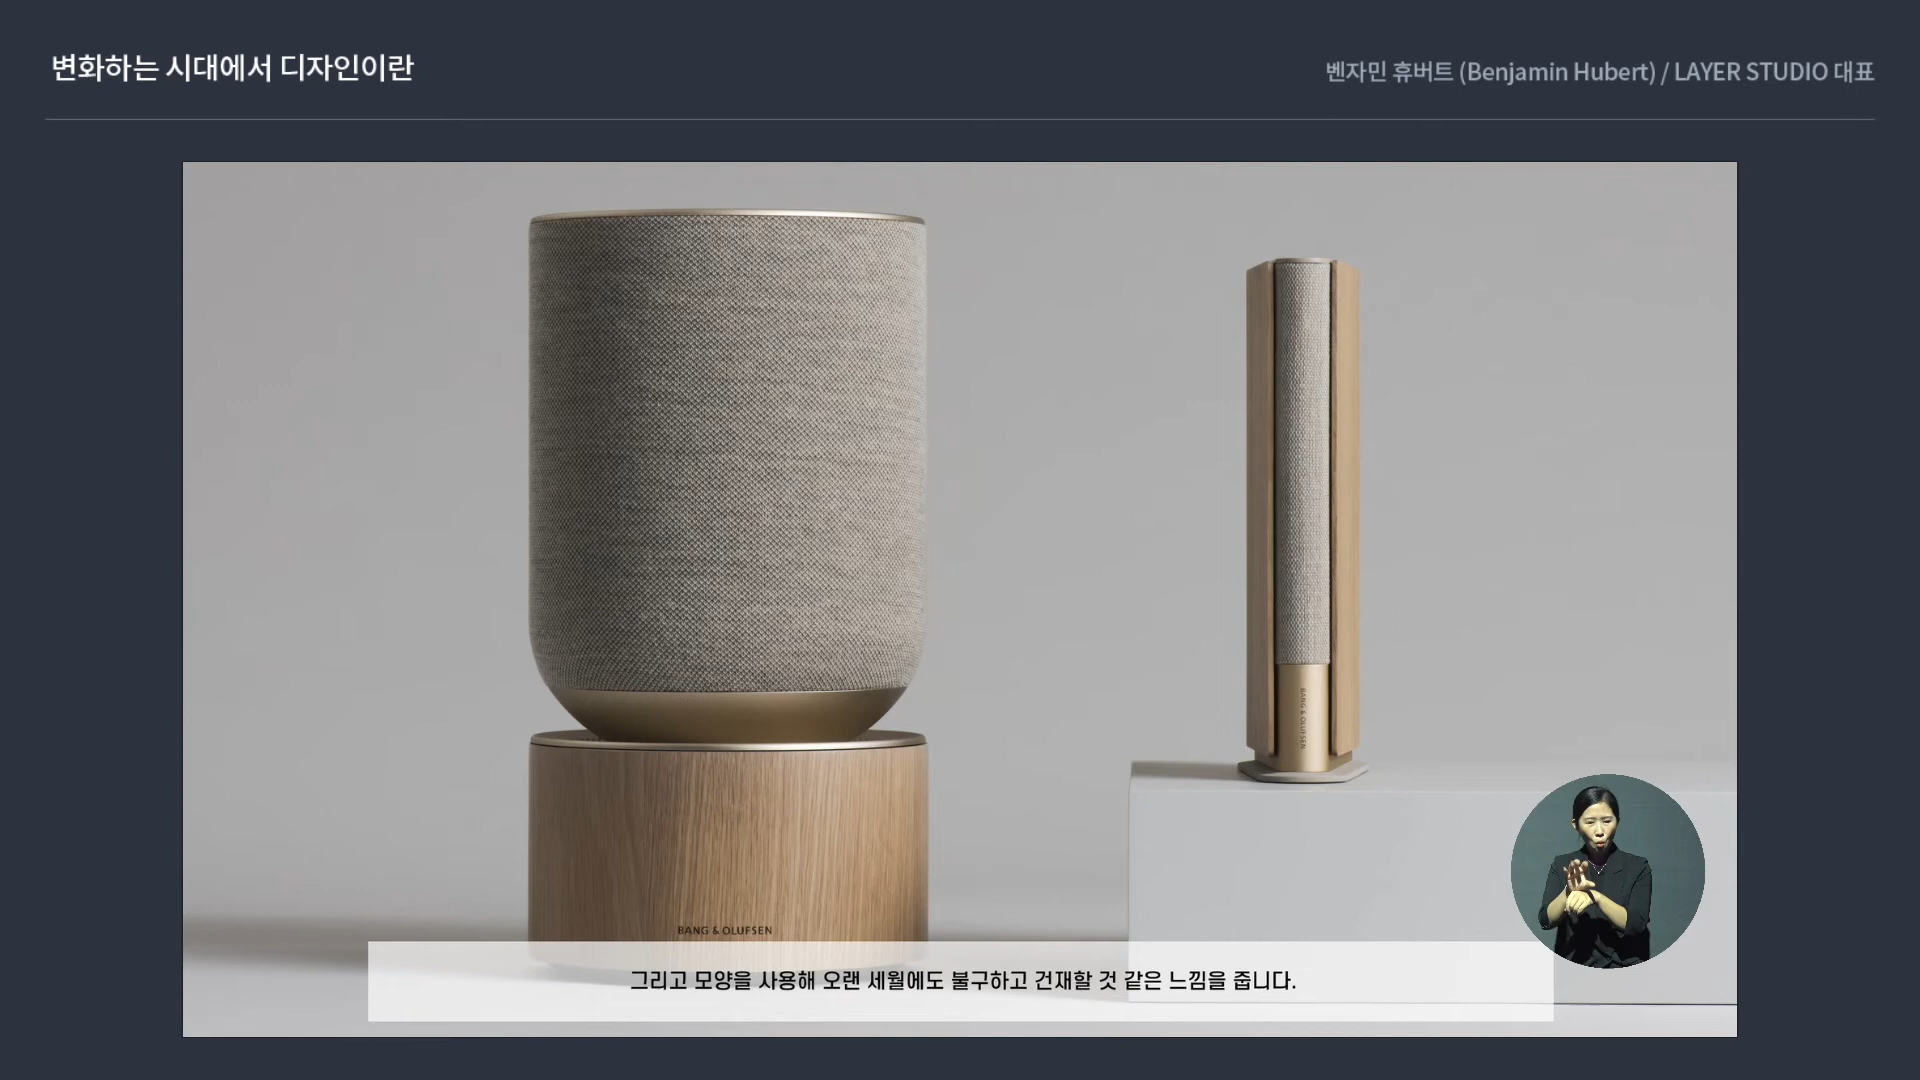 변화하는 시대에서 디자인이란
벤자민 휴버트 (Benjamin Hubert) / LAYER STUDIO 대표
BANG & OLUFSEN
BANG & OLUFSEN
그리고 모양을 사용해 오랜 세월에도 불구하고 건재할 것 같은 느낌을 줍니다.